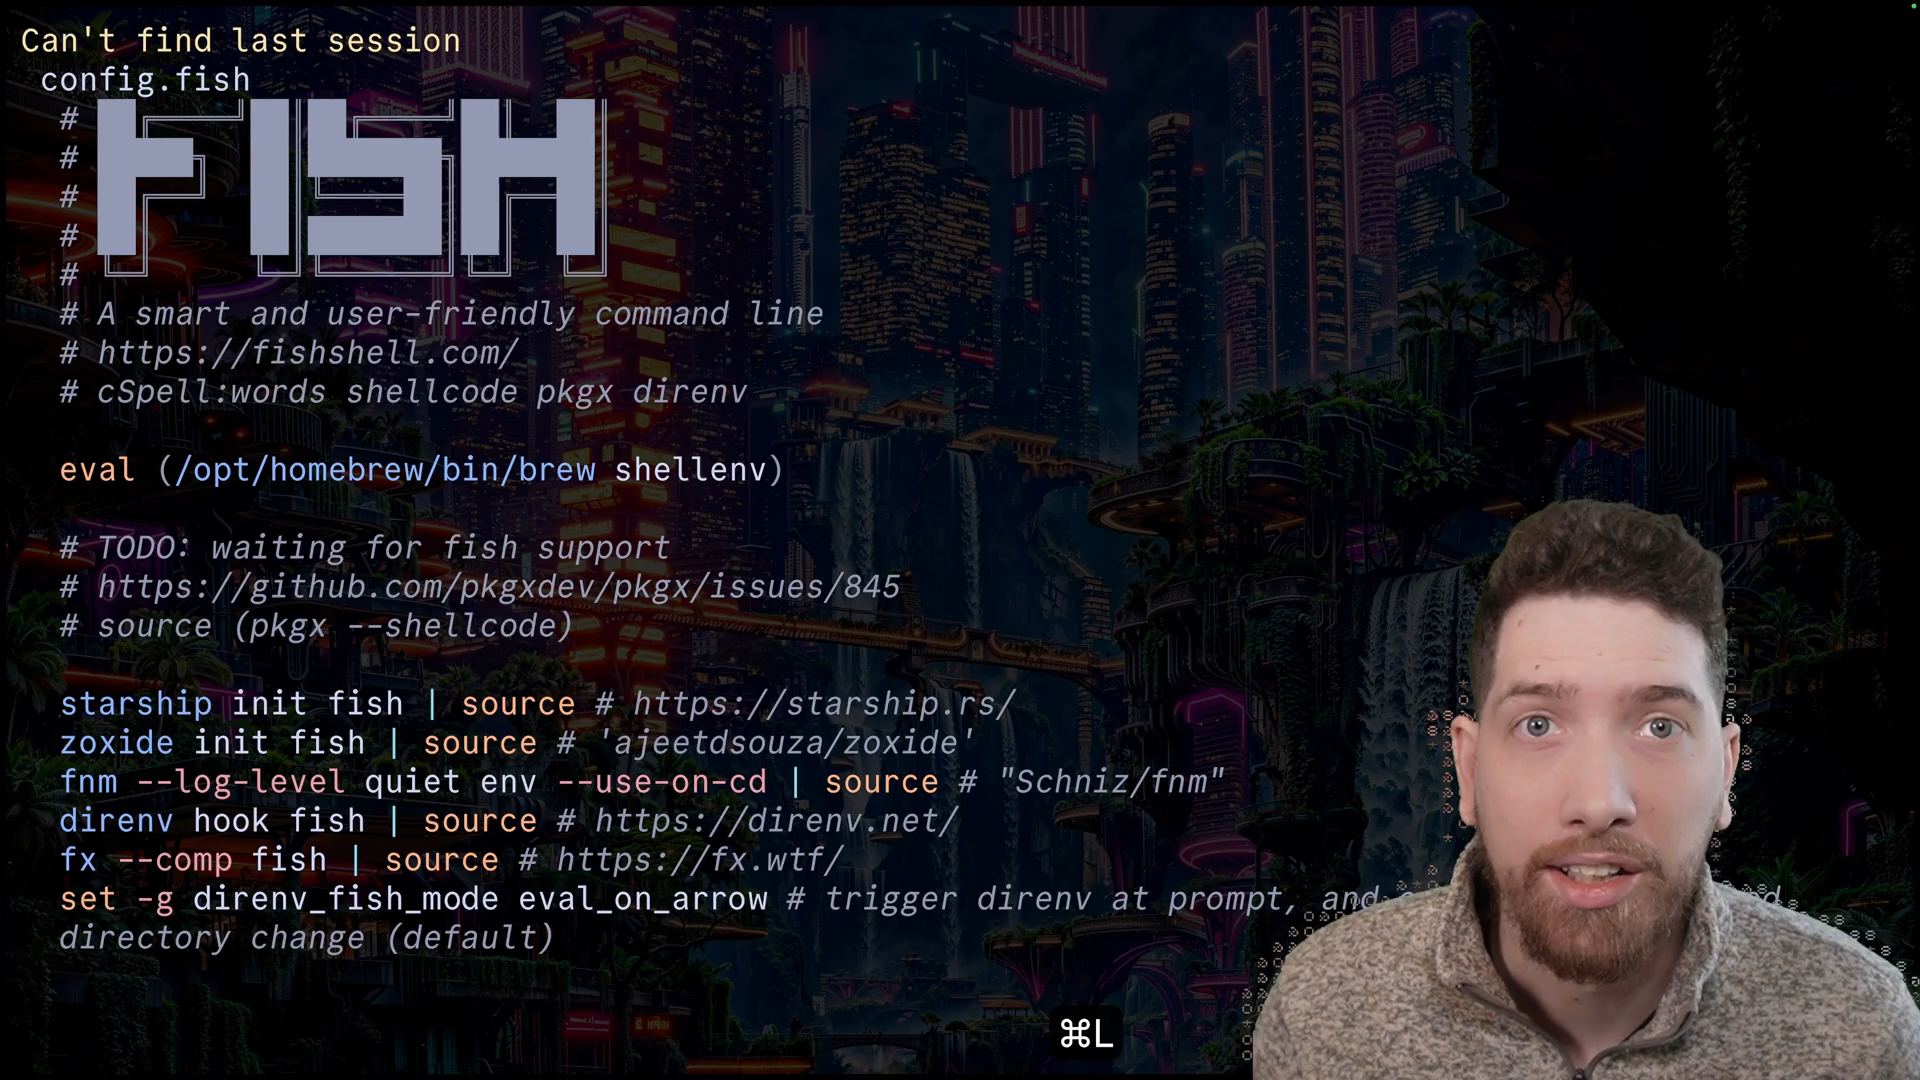 Can't find last session
config.fish
# FISH
#
#
#
#
# A smart and user-friendly command line
# https://fishshell.com/
# cSpell:words shellcode pkgx direnv
eval (/opt/homebrew/bin/brew shellenv)
# TODO: waiting for fish support
# https://github.com/pkgxdev/pkgx/issues/845
# source (pkgx --shellcode)
starship init fish | source # https://starship.rs/
zoxide init fish | source # 'ajeetdsouza/zoxide'
fnm --log-level quiet env --use-on-cd | source # "Schniz/fnm"
direnv hook fish | source # https://direnv.net/
fx --comp fish | source # https://fx.wtf/
set -g direnv_fish_mode eval_on_arrow # trigger direnv at prompt, and
directory change (default)
⌘L